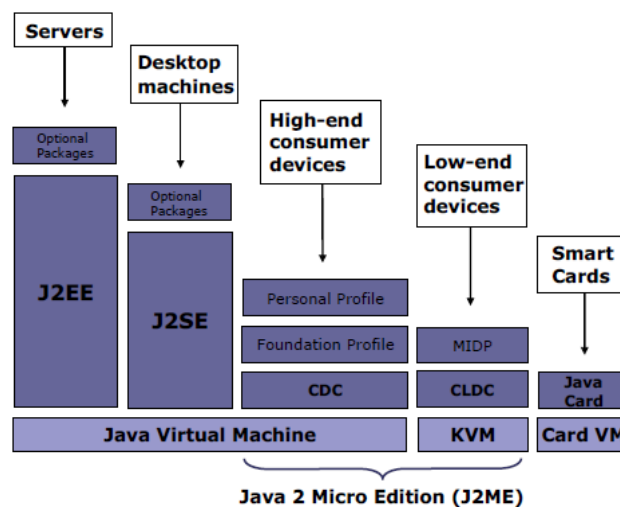 Servers
Desktop
machines
High-end
consumer
devices
Low-end
consumer
devices
Smart
Cards
Optional
Packages
Optional
Packages
J2EE
J2SE
Personal Profile
Foundation Profile
MIDP
CDC
CLDC
Java
Card
Java Virtual Machine
KVM
Card VM
Java 2 Micro Edition (J2ME)